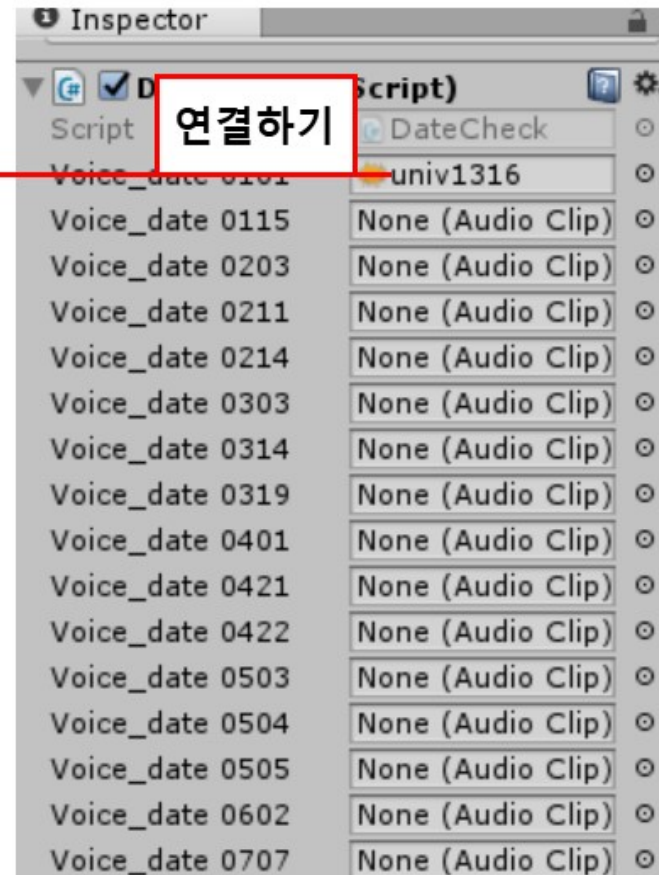 Inspector
D Script)
연결하기
Script DateCheck
Voice_date 0101 univ1316
Voice_date 0115 None (Audio Clip)
Voice_date 0203 None (Audio Clip)
Voice_date 0211 None (Audio Clip)
Voice_date 0214 None (Audio Clip)
Voice_date 0303 None (Audio Clip)
Voice_date 0314 None (Audio Clip)
Voice_date 0319 None (Audio Clip)
Voice_date 0401 None (Audio Clip)
Voice_date 0421 None (Audio Clip)
Voice_date 0422 None (Audio Clip)
Voice_date 0503 None (Audio Clip)
Voice_date 0504 None (Audio Clip)
Voice_date 0505 None (Audio Clip)
Voice_date 0602 None (Audio Clip)
Voice_date 0707 None (Audio Clip)